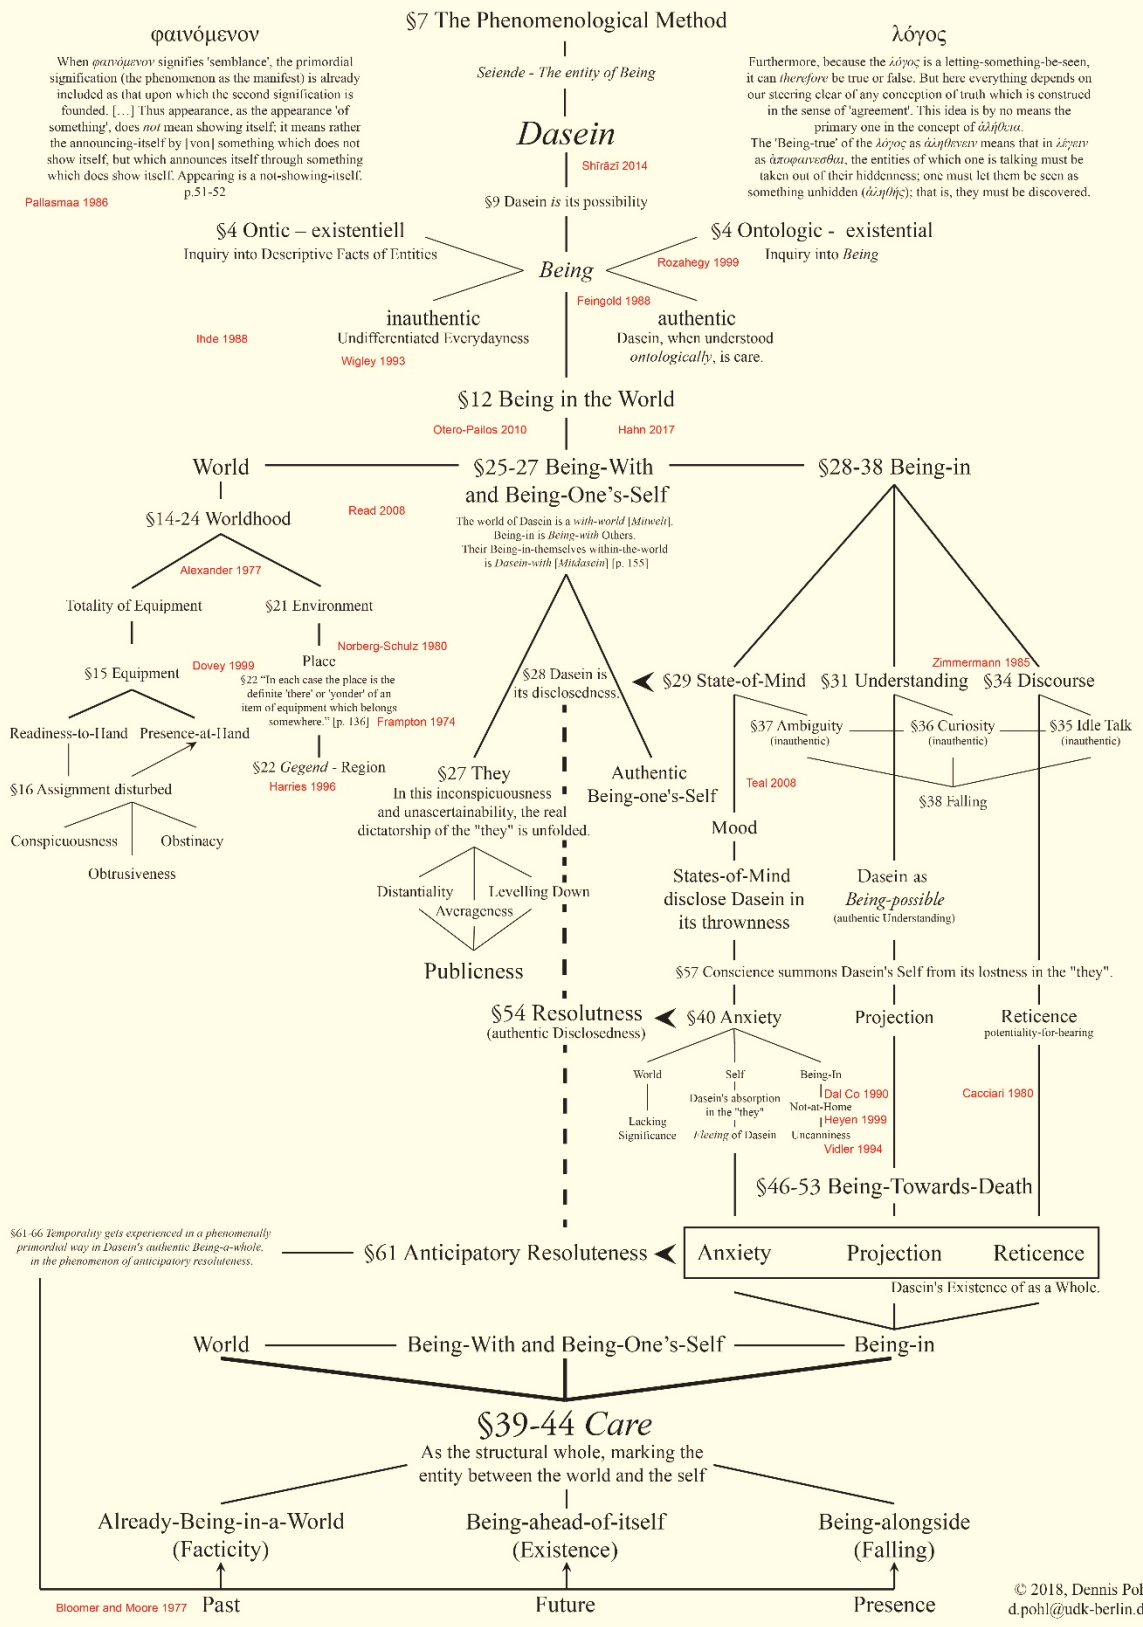 §7 The Phenomenological Method
φαινόμενον
When φαινόμενον signifies 'semblance', the primordial
signification (the phenomenon as the manifest) is already
included as that upon which the second signification is
founded. […] Thus appearance, as the appearance 'of
something', does not mean showing itself; it means rather
the announcing-itself by [von] something which does not
show itself, but which announces itself through something
which does show itself. Appearing is a not-showing-itself.
p.51-52
Pallasmaa 1986
λόγος
Furthermore, because the λόγος is a letting-something-be-seen,
it can therefore be true or false. But here everything depends on
our steering clear of any conception of truth which is construed
in the sense of 'agreement'. This idea is by no means the
primary one in the concept of ἀλήθεια.
The 'Being-true' of the λόγος as ἀληθεύειν means that in λέγειν
as ἀποφαινεσθαι, the entities of which one is talking must be
taken out of their hiddenness; one must let them be seen as
something unhidden (ἀληθής); that is, they must be discovered.
Seiende - The entity of Being
Dasein
Shīrāzī 2014
§9 Dasein is its possibility
§4 Ontic – existentiell
Inquiry into Descriptive Facts of Entities
§4 Ontologic - existential
Inquiry into Being
Rozahegy 1999
Being
Feingold 1988
inauthentic
Undifferentiated Everydayness
Ihde 1988
Wigley 1993
authentic
Dasein, when understood
ontologically, is care.
§12 Being in the World
Otero-Pailos 2010
Hahn 2017
World
§25-27 Being-With
and Being-One's-Self
§28-38 Being-in
The world of Dasein is a with-world [Mitwelt].
Being-in is Being-with Others.
Their Being-in-themselves within-the-world
is Dasein-with [Mitdasein] [p. 155]
§14-24 Worldhood
Read 2008
Alexander 1977
Totality of Equipment
§21 Environment
Norberg-Schulz 1980
Place
§15 Equipment
Dovey 1999
§22 "In each case the place is the
definite 'there' or 'yonder' of an
item of equipment which belongs
somewhere." [p. 136]
Frampton 1974
Readiness-to-Hand
Presence-at-Hand
§22 Gegend - Region
Harries 1996
§16 Assignment disturbed
Conspicuousness
Obstinacy
Obtrusiveness
§28 Dasein is
its disclosedness.
§29 State-of-Mind
§31 Understanding
Zimmermann 1985
§34 Discourse
§37 Ambiguity
(inauthentic)
§36 Curiosity
(inauthentic)
§35 Idle Talk
(inauthentic)
§38 Falling
Teal 2008
§27 They
In this inconspicuousness
and unascertainability, the real
dictatorship of the "they" is unfolded.
Authentic
Being-one's-Self
Distantiality
Levelling Down
Averageness
Publicness
Mood
States-of-Mind
disclose Dasein in
its thrownness
Dasein as
Being-possible
(authentic Understanding)
§57 Conscience summons Dasein's Self from its lostness in the "they".
§54 Resolutness
(authentic Disclosedness)
§40 Anxiety
Projection
Reticence
potentiality-for-hearing
World
Self
Being-In
Lacking
Significance
Dasein's absorption
in the "they"
Fleeing of Dasein
Not-at-Home
Uncanniness
Dal Co 1990
Heyen 1999
Vidler 1994
Cacciari 1980
§46-53 Being-Towards-Death
§61-66 Temporality gets experienced in a phenomenally
primordial way in Dasein's authentic Being-a-whole,
in the phenomenon of anticipatory resoluteness.
§61 Anticipatory Resoluteness
Anxiety
Projection
Reticence
Dasein's Existence of as a Whole.
World
Being-With and Being-One's-Self
Being-in
§39-44 Care
As the structural whole, marking the
entity between the world and the self
Already-Being-in-a-World
(Facticity)
Being-ahead-of-itself
(Existence)
Being-alongside
(Falling)
Bloomer and Moore 1977
Past
Future
Presence
© 2018, Dennis Poh
d.pohl@udk-berlin.d